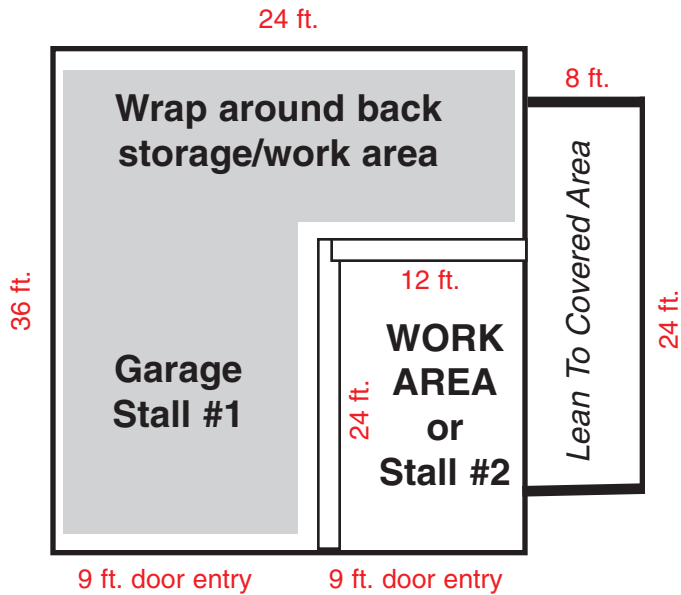 24 ft.
8 ft.
Wrap around back
storage/work area
Lean To Covered Area
36 ft.
12 ft.
24 ft.
WORK
AREA
or
Stall #2
24 ft.
Garage
Stall #1
9 ft. door entry
9 ft. door entry